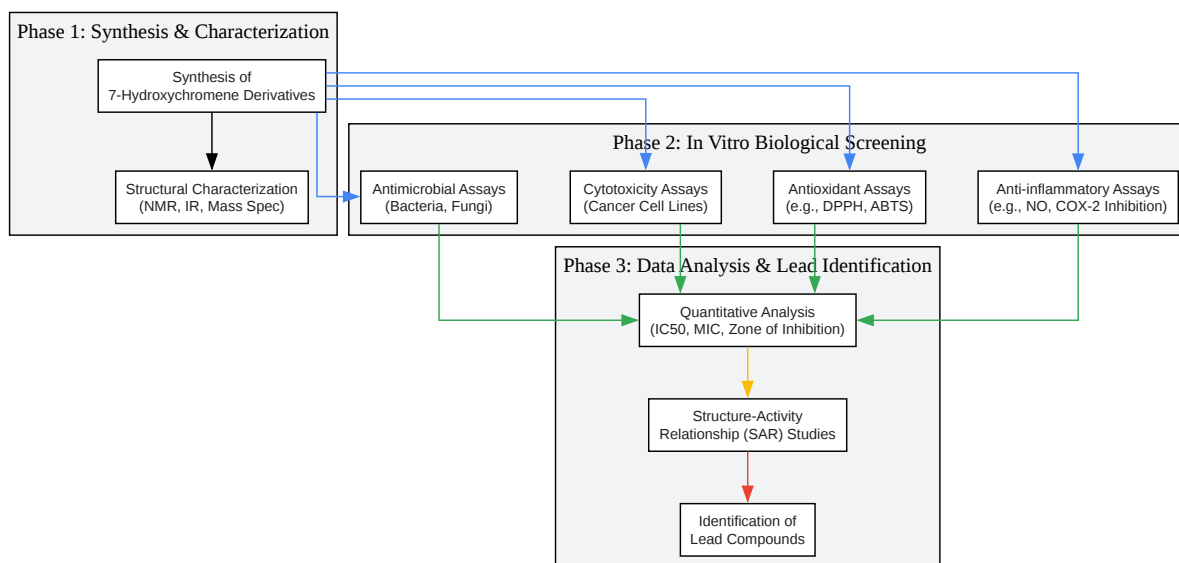 Phase 1: Synthesis & Characterization
Synthesis of
7-Hydroxychromene Derivatives
Structural Characterization
(NMR, IR, Mass Spec)
Phase 2: In Vitro Biological Screening
Antimicrobial Assays
(Bacteria, Fungi)
Cytotoxicity Assays
(Cancer Cell Lines)
Antioxidant Assays
(e.g., DPPH, ABTS)
Anti-inflammatory Assays
(e.g., NO, COX-2 Inhibition)
Phase 3: Data Analysis & Lead Identification
Quantitative Analysis
(IC50, MIC, Zone of Inhibition)
Structure-Activity
Relationship (SAR) Studies
Identification of
Lead Compounds